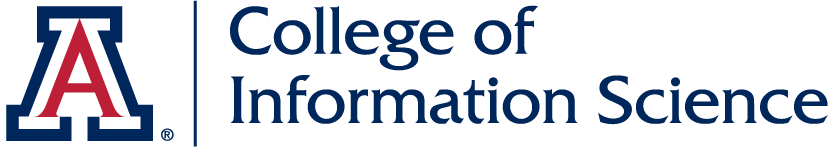 A®
College of
Information Science